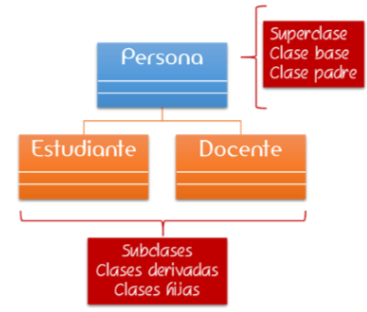 Persona
Superclase
Clase base
Clase padre
Estudiante
Docente
Subclases
Clases derivadas
Clases hijas